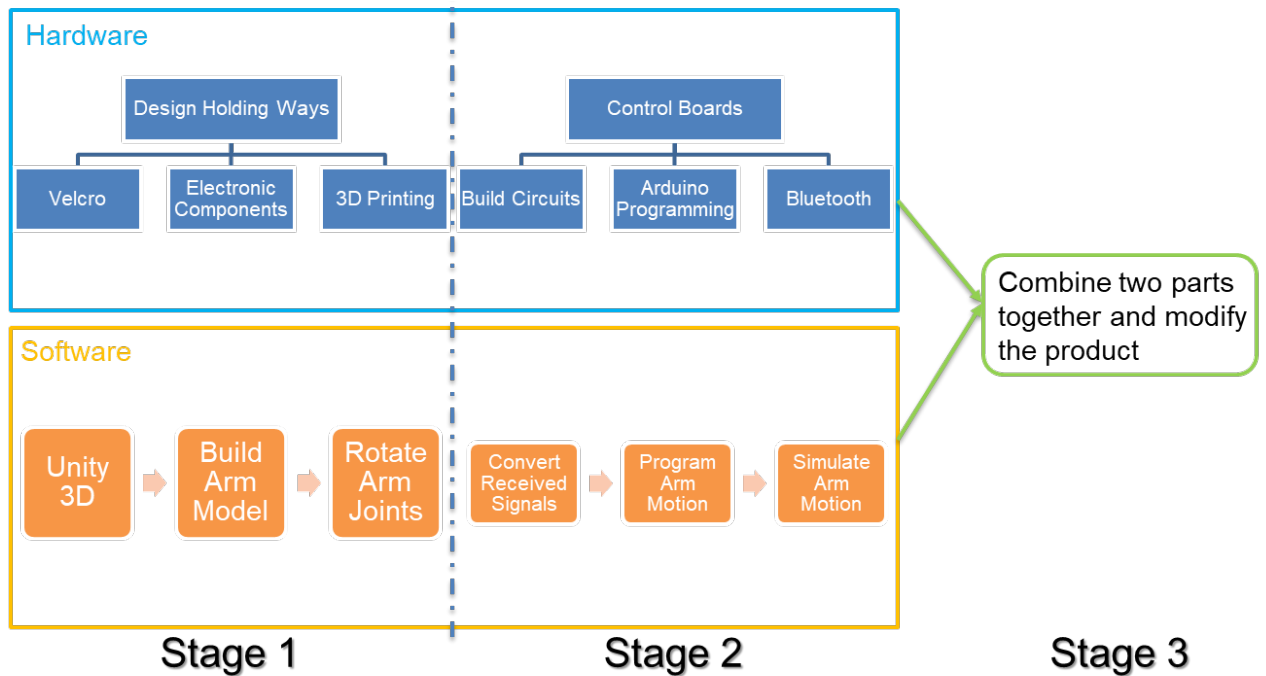 Hardware
Design Holding Ways
Control Boards
Velcro
Electronic
Components
3D Printing
Build Circuits
Arduino
Programming
Bluetooth
Combine two parts
together and modify
the product
Software
Unity
3D
Build
Arm
Model
Rotate
Arm
Joints
Convert
Received
Signals
Program
Arm
Motion
Simulate
Arm
Motion
Stage 1
Stage 2
Stage 3